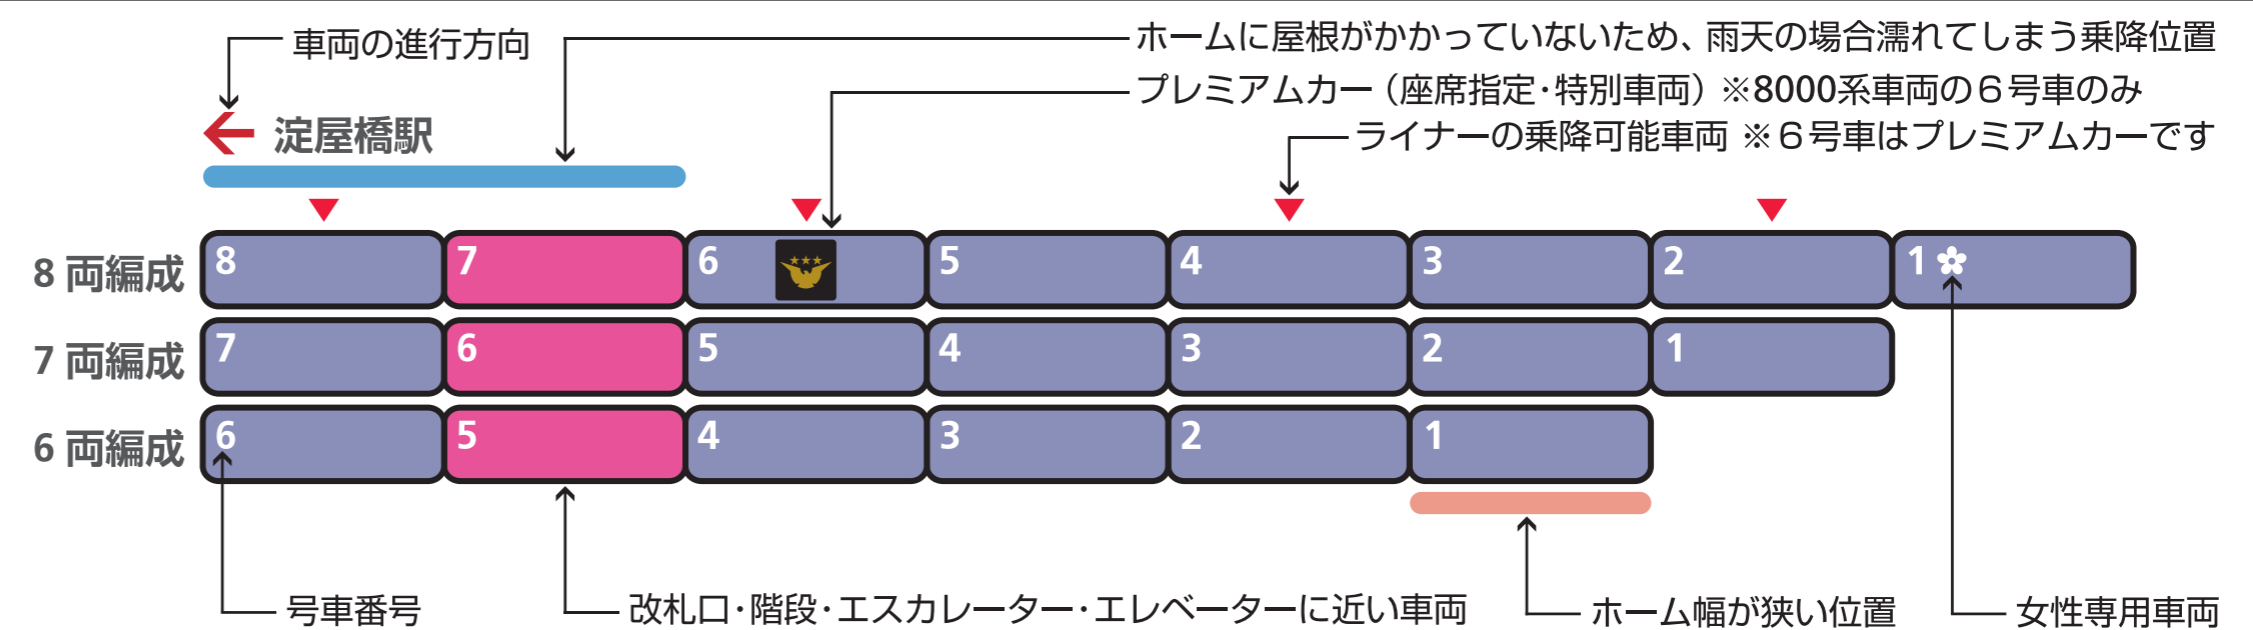 車両の進行方向
ホームに屋根がかかっていないため、雨天の場合濡れてしまう乗降位置
プレミアムカー（座席指定・特別車両）※8000系車両の６号車のみ
ライナーの乗降可能車両 ※６号車はプレミアムカーです
淀屋橋駅
8 両編成 8 7 6 5 4 3 2 1
7 両編成 7 6 5 4 3 2 1
6 両編成 6 5 4 3 2 1
号車番号
改札口・階段・エスカレーター・エレベーターに近い車両
ホーム幅が狭い位置
女性専用車両